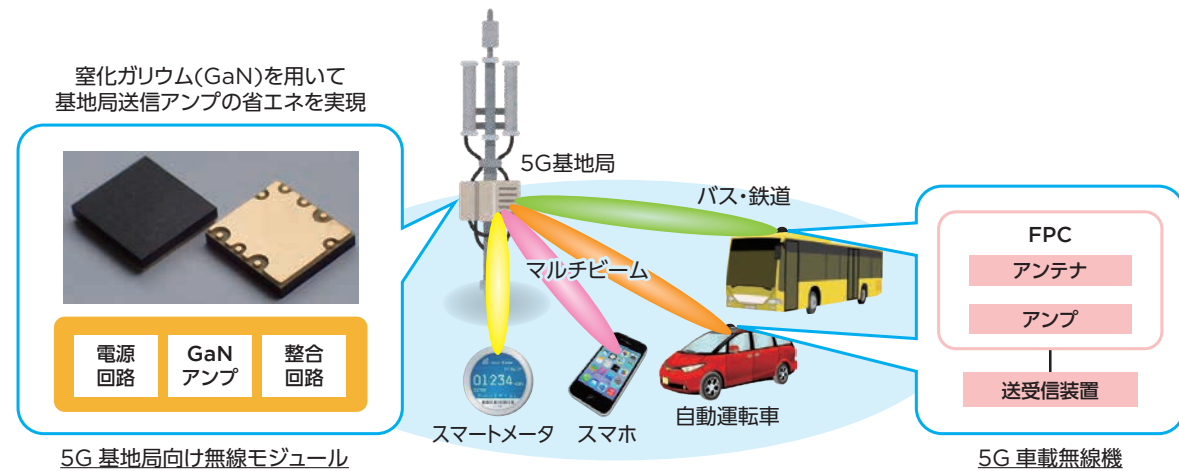 窒化ガリウム(GaN)を用いて
基地局送信アンプの省エネを実現
電源
回路
GaN
アンプ
整合
回路
5G 基地局向け無線モジュール
5G基地局
バス・鉄道
マルチビーム
01234
スマートメータ
スマホ
自動運転車
FPC
アンテナ
アンプ
送受信装置
5G 車載無線機